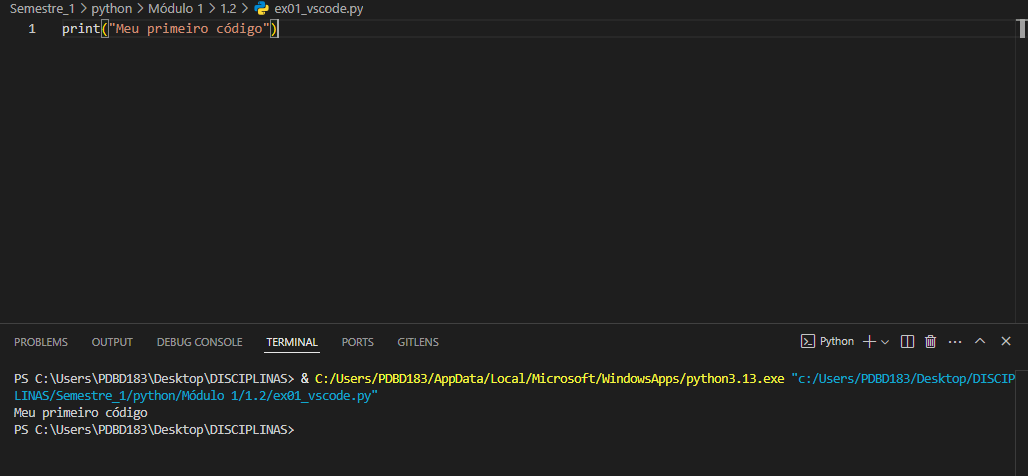 Semestre_1 > python > Módulo 1 > 1.2 > ex01_vscode.py
1 print("Meu primeiro código")
PROBLEMS OUTPUT DEBUG CONSOLE TERMINAL PORTS GITLENS Python
PS C:\Users\PDBD183\Desktop\DISCIPLINAS> & C:/Users/PDBD183/AppData/Local/Microsoft/WindowsApps/python3.13.exe "c:/Users/PDBD183/Desktop/DISCIP
LINAS/Semestre_1/python/Módulo 1/1.2/ex01_vscode.py"
Meu primeiro código
PS C:\Users\PDBD183\Desktop\DISCIPLINAS>